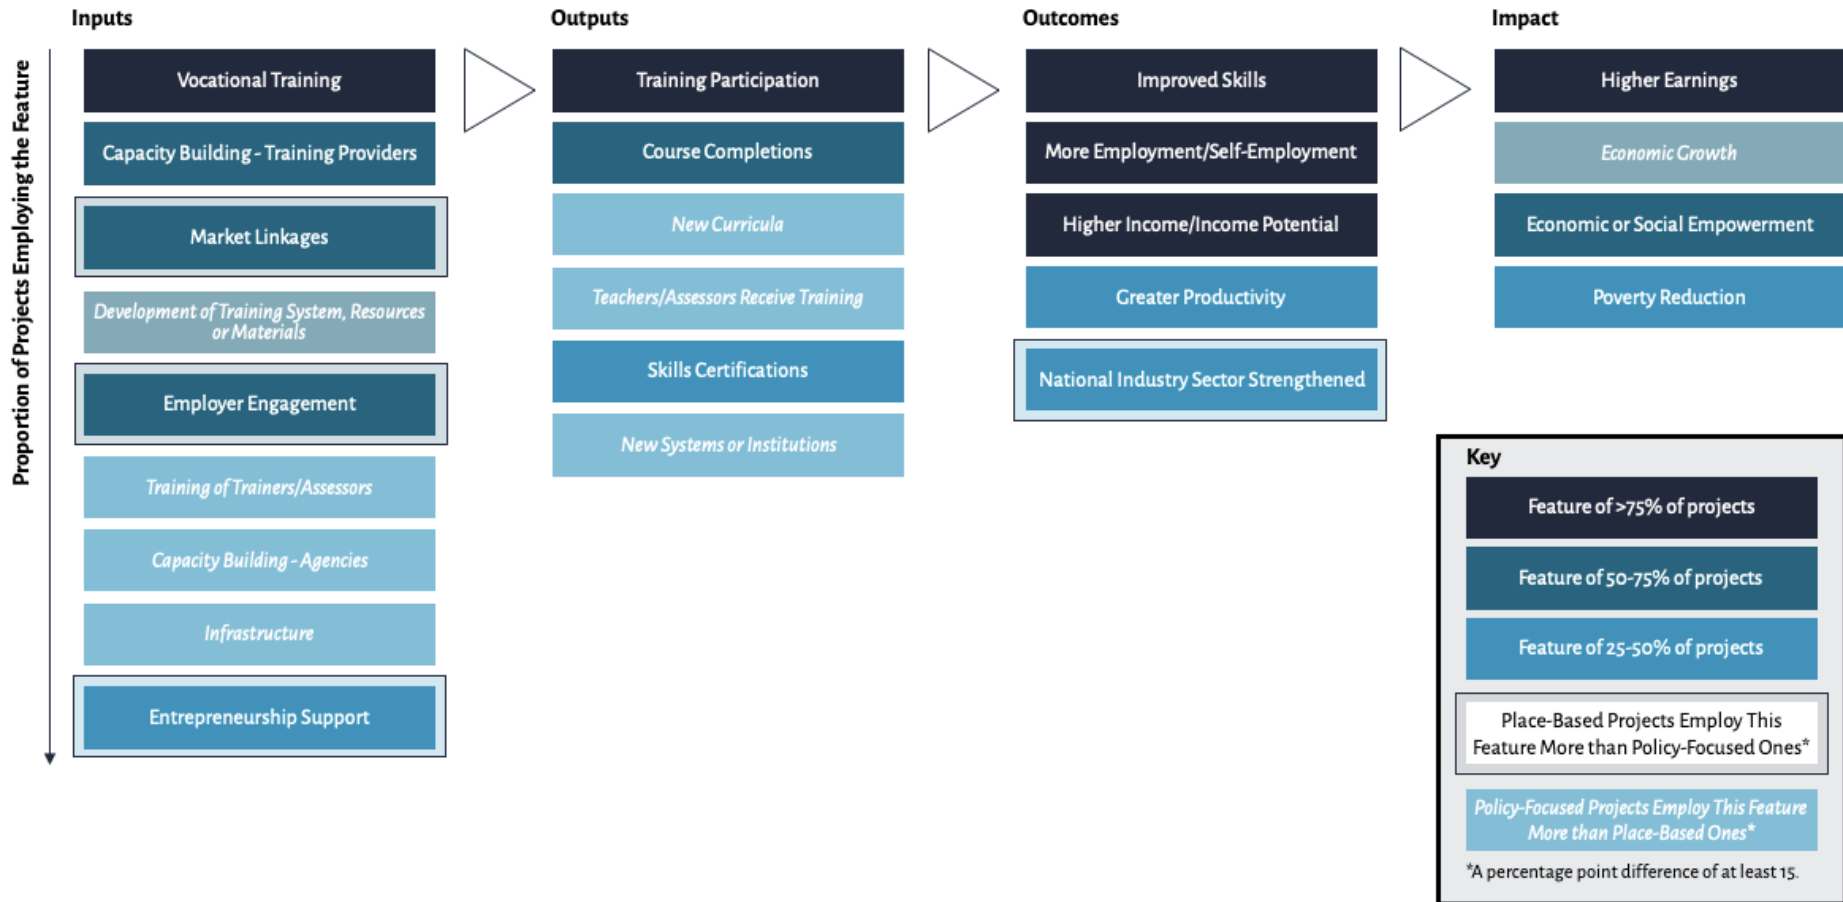 Inputs
Outputs
Outcomes
Impact
Proportion of Projects Employing the Feature
Vocational Training
Capacity Building - Training Providers
Market Linkages
Development of Training System, Resources
or Materials
Employer Engagement
Training of Trainers/Assessors
Capacity Building - Agencies
Infrastructure
Entrepreneurship Support
Training Participation
Course Completions
New Curricula
Teachers/Assessors Receive Training
Skills Certifications
New Systems or Institutions
Improved Skills
More Employment/Self-Employment
Higher Income/Income Potential
Greater Productivity
National Industry Sector Strengthened
Higher Earnings
Economic Growth
Economic or Social Empowerment
Poverty Reduction
Key
Feature of >75% of projects
Feature of 50-75% of projects
Feature of 25-50% of projects
Place-Based Projects Employ This
Feature More than Policy-Focused Ones*
Policy-Focused Projects Employ This Feature
More than Place-Based Ones*
*A percentage point difference of at least 15.